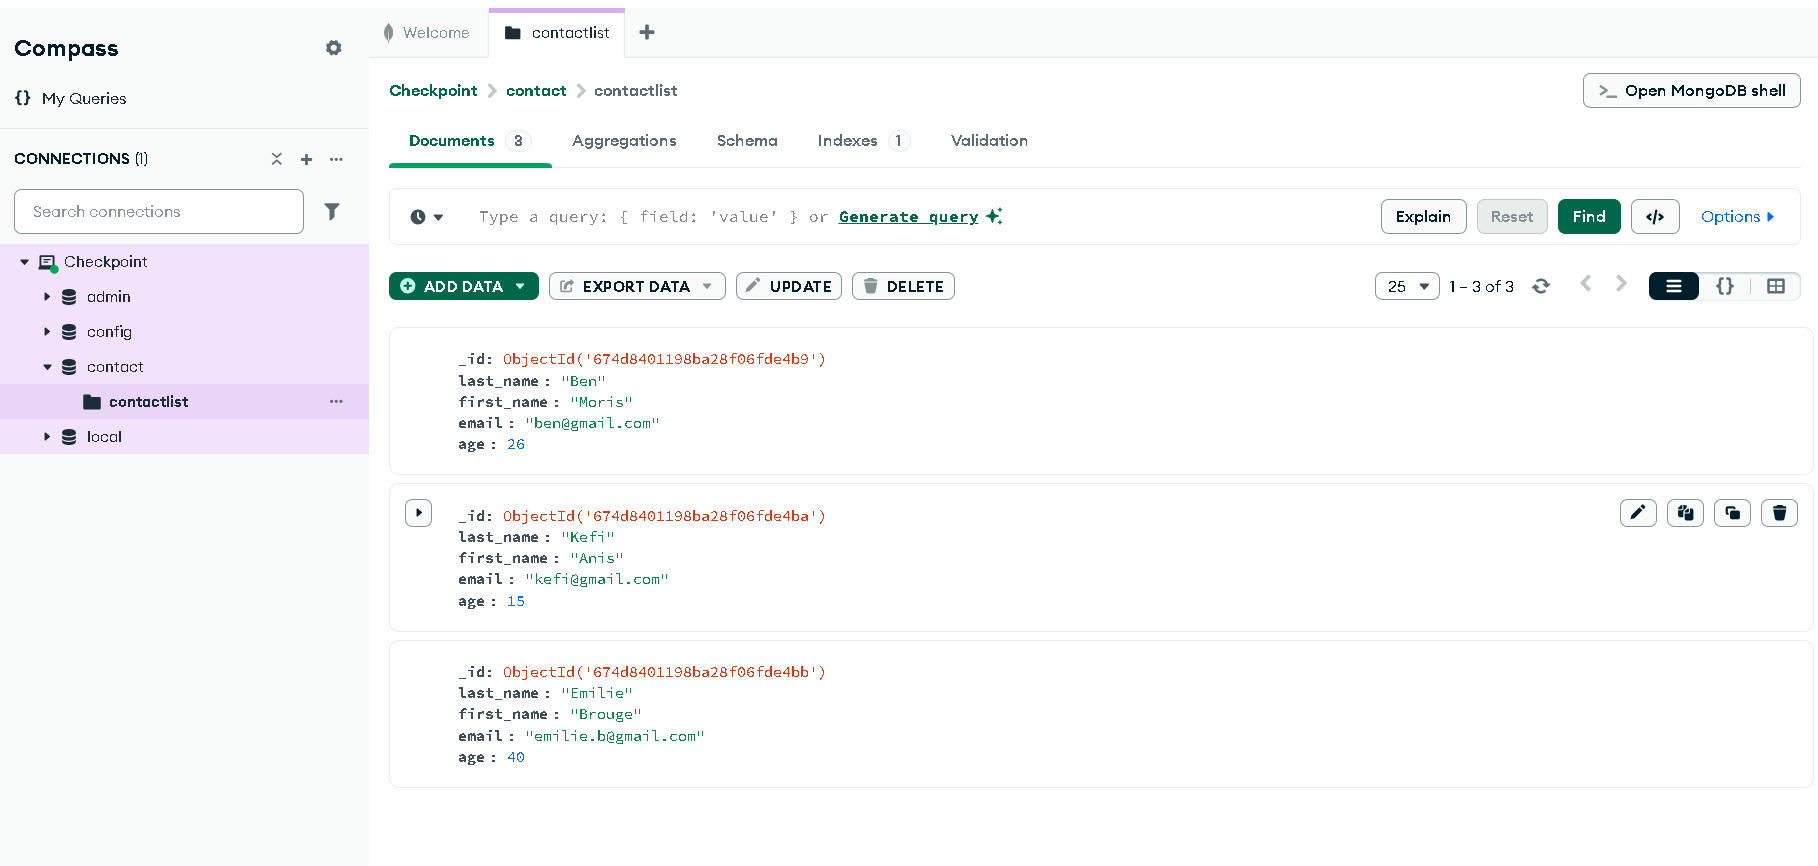 Compass
My Queries
CONNECTIONS (1)
Search connections
Checkpoint
admin
config
contact
contactlist
local
Welcome
contactlist
Checkpoint contact contactlist
>_ Open MongoDB shell
Documents 3 Aggregations Schema Indexes 1 Validation
Type a query: { field: 'value' } or Generate query
Explain Reset Find </> Options
ADD DATA EXPORT DATA UPDATE DELETE
25 1 – 3 of 3 {}
_id: ObjectId('674d8401198ba28f06fde4b9')
last_name : "Ben"
first_name : "Moris"
email : "ben@gmail.com"
age : 26
_id: ObjectId('674d8401198ba28f06fde4ba')
last_name : "Kefi"
first_name : "Anis"
email : "kefi@gmail.com"
age : 15
_id: ObjectId('674d8401198ba28f06fde4bb')
last_name : "Emilie"
first_name : "Brouge"
email : "emilie.b@gmail.com"
age : 40